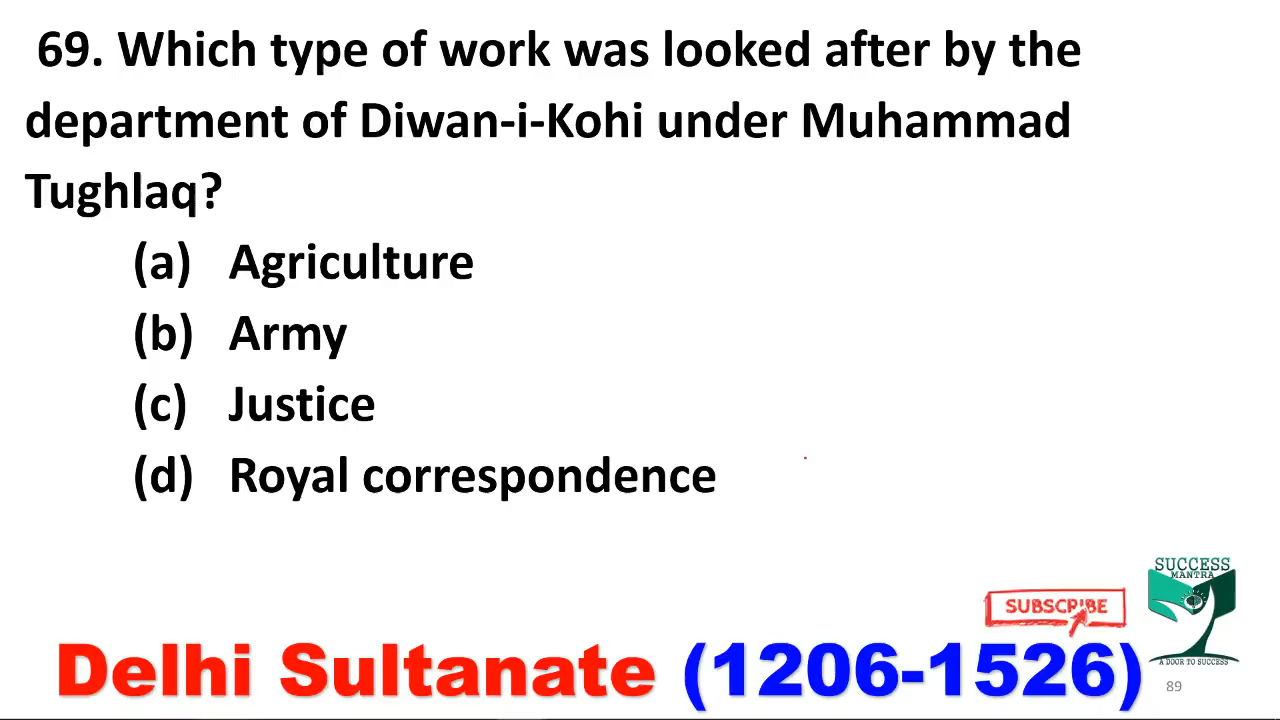 69. Which type of work was looked after by the
department of Diwan-i-Kohi under Muhammad
Tughlaq?
(a) Agriculture
(b) Army
(c) Justice
(d) Royal correspondence
SUCCESS
MANTRA
SUBSCRIBE
A DOOR TO SUCCESS
Delhi Sultanate (1206-1526)
89